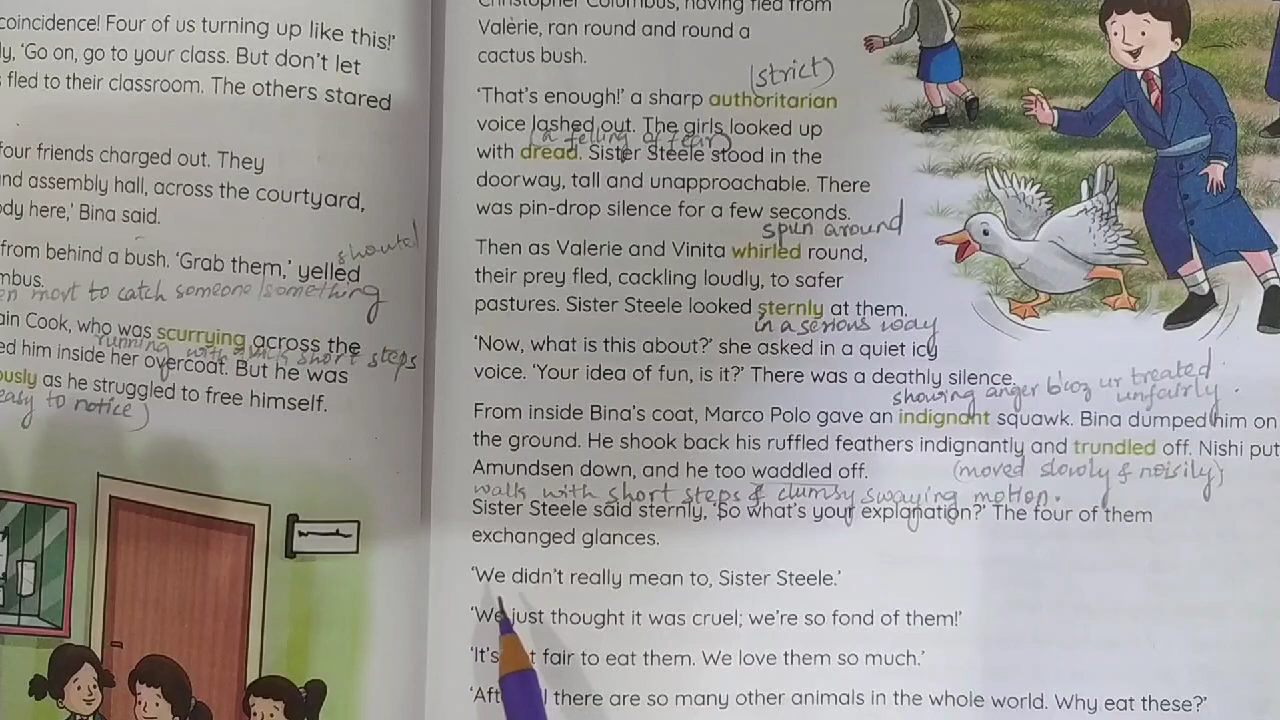 coincidence! Four of us turning up like this!'
'Go on, go to your class. But don't let
fled to their classroom. The others stared
four friends charged out. They
assembly hall, across the courtyard,
here,' Bina said.
shouted
from behind a bush. 'Grab them,' yelled
to catch someone/something
Cook, who was scurrying across the
running with quick short steps
him inside her overcoat. But he was
as he struggled to free himself.
easy to notice)
Valerie, ran round and round a
cactus bush.
(strict)
'That's enough!' a sharp authoritarian
voice lashed out. The girls looked up
(a felling of fear)
with dread. Sister Steele stood in the
doorway, tall and unapproachable. There
was pin-drop silence for a few seconds.
spun around
Then as Valerie and Vinita whirled round,
their prey fled, cackling loudly, to safer
pastures. Sister Steele looked sternly at them.
in a serious way
'Now, what is this about?' she asked in a quiet icy
voice. 'Your idea of fun, is it?' There was a deathly silence.
showing anger b'coz ur treated
unfairly.
From inside Bina's coat, Marco Polo gave an indignant squawk. Bina dumped him on
the ground. He shook back his ruffled feathers indignantly and trundled off. Nishi put
Amundsen down, and he too waddled off.
(moved slowly & noisily)
walk with short steps & clumsy swaying motion.
Sister Steele said sternly, 'So what's your explanation?' The four of them
exchanged glances.
'We didn't really mean to, Sister Steele.'
'We just thought it was cruel; we're so fond of them!'
'It's fair to eat them. We love them so much.'
there are so many other animals in the whole world. Why eat these?'